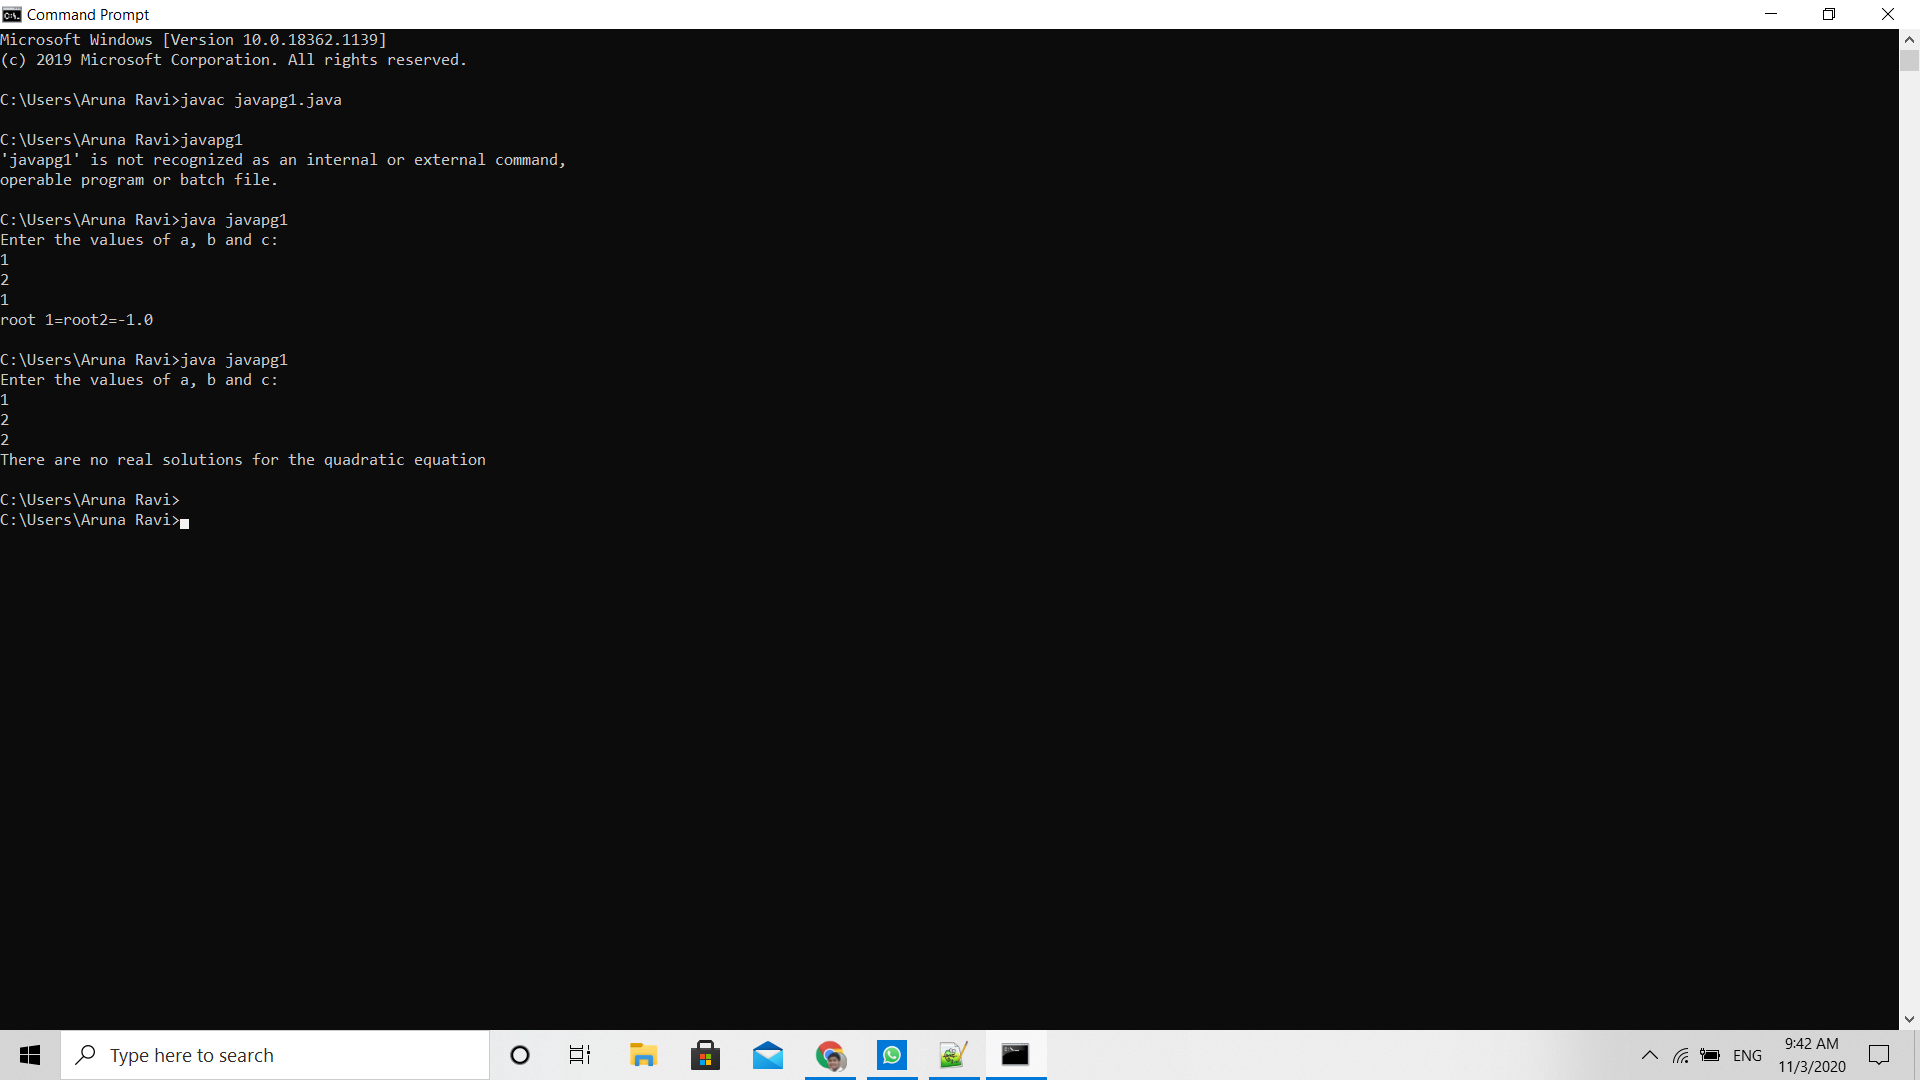 Command Prompt
Microsoft Windows [Version 10.0.18362.1139]
(c) 2019 Microsoft Corporation. All rights reserved.
C:\Users\Aruna Ravi>javac javapg1.java
C:\Users\Aruna Ravi>javapg1
'javapg1' is not recognized as an internal or external command,
operable program or batch file.
C:\Users\Aruna Ravi>java javapg1
Enter the values of a, b and c:
1
2
1
root 1=root2=-1.0
C:\Users\Aruna Ravi>java javapg1
Enter the values of a, b and c:
1
2
2
There are no real solutions for the quadratic equation
C:\Users\Aruna Ravi>
C:\Users\Aruna Ravi>
Type here to search
ENG
9:42 AM
11/3/2020